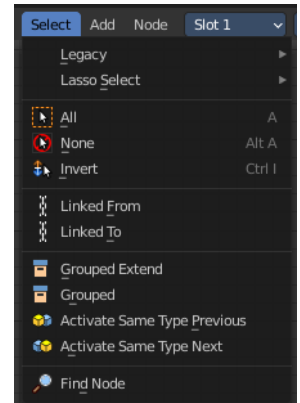 Select Add Node Slot 1
Legacy
Lasso Select
All A
None Alt A
Invert Ctrl I
Linked From
Linked To
Grouped Extend
Grouped
Activate Same Type Previous
Activate Same Type Next
Find Node